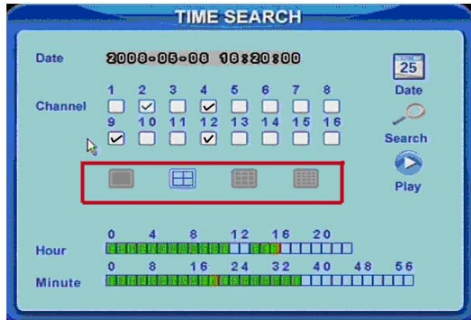 TIME SEARCH
Date 2008-05-08 16:20:00
25
Date
1 2 3 4 5 6 7 8
Channel
9 10 11 12 13 14 15 16
Search
Play
0 4 8 12 16 20
Hour
0 8 16 24 32 40 48 56
Minute